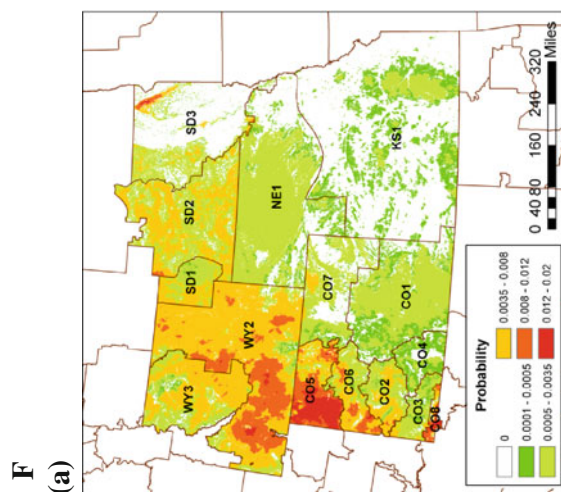 F
(a)
SD3
SD2
SD1
NE1
KS1
WY3
WY2
CO7
CO1
CO5
CO6
CO2
CO4
CO3
CO8
Probability
0
0.0001 - 0.0005
0.0005 - 0.0035
0.0035 - 0.008
0.008 - 0.012
0.012 - 0.02
0 40 80 160 240 320
Miles